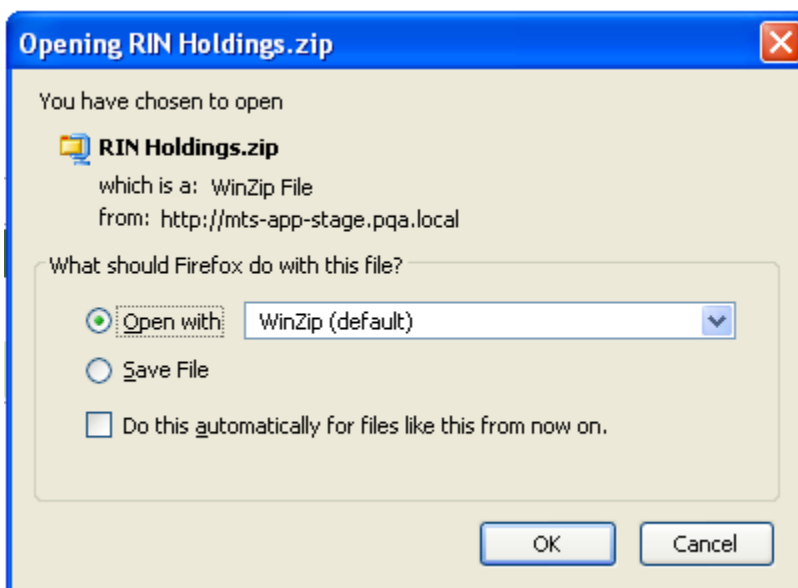 Opening RIN Holdings.zip
You have chosen to open
RIN Holdings.zip
which is a: WinZip File
from: http://mts-app-stage.pqa.local
What should Firefox do with this file?
Open with WinZip (default)
Save File
Do this automatically for files like this from now on.
OK Cancel